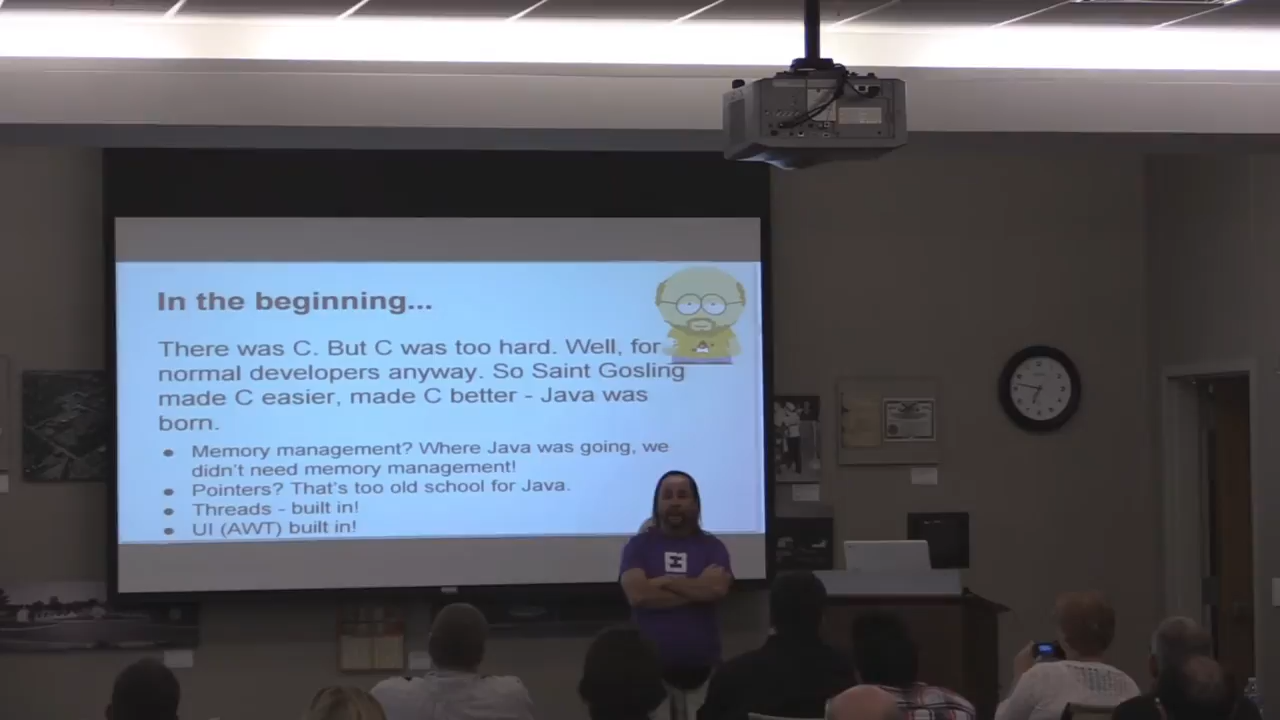 In the beginning...
There was C. But C was too hard. Well, for
normal developers anyway. So Saint Gosling
made C easier, made C better - Java was
born.
● Memory management? Where Java was going, we
didn't need memory management!
● Pointers? That's too old school for Java.
● Threads - built in!
● UI (AWT) built in!